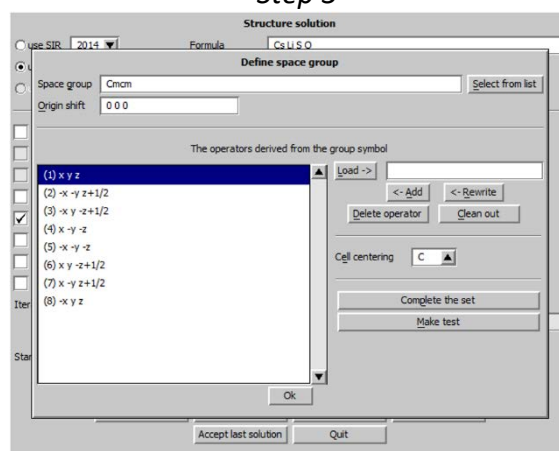 Step 3
Structure solution
use SIR 2014 Formula Cs Li S O
Define space group
Space group Cmcm Select from list
Origin shift 0 0 0
The operators derived from the group symbol
(1) x y z
(2) -x -y z+1/2
(3) -x y -z+1/2
(4) x -y -z
(5) -x -y -z
(6) x y -z+1/2
(7) x -y z+1/2
(8) -x y z
Load ->
<- Add <- Rewrite
Delete operator Clean out
Cell centering C
Complete the set
Make test
Ok
Accept last solution Quit